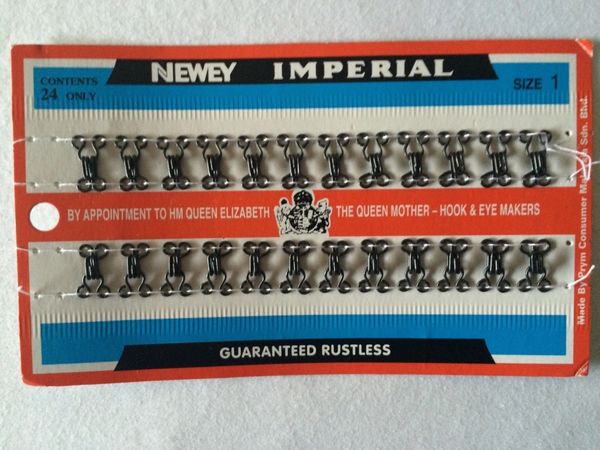 NEWEY IMPERIAL
CONTENTS
24 ONLY
SIZE 1
BY APPOINTMENT TO HM QUEEN ELIZABETH THE QUEEN MOTHER – HOOK & EYE MAKERS
GUARANTEED RUSTLESS
Made By Prym Consumer Malaysia Sdn. Bhd.